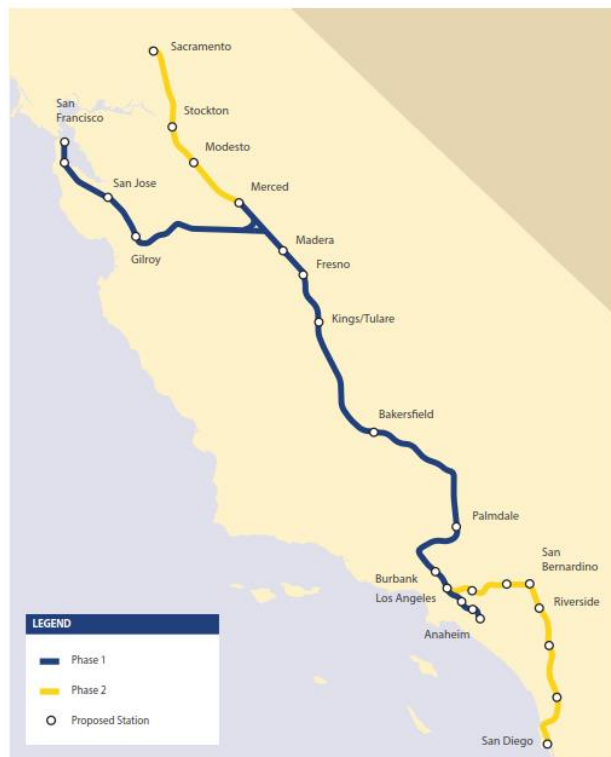 Sacramento
San
Francisco
Stockton
Modesto
San Jose
Merced
Gilroy
Madera
Fresno
Kings/Tulare
Bakersfield
Palmdale
San
Bernardino
Burbank
Los Angeles
Riverside
Anaheim
San Diego
LEGEND
Phase 1
Phase 2
Proposed Station